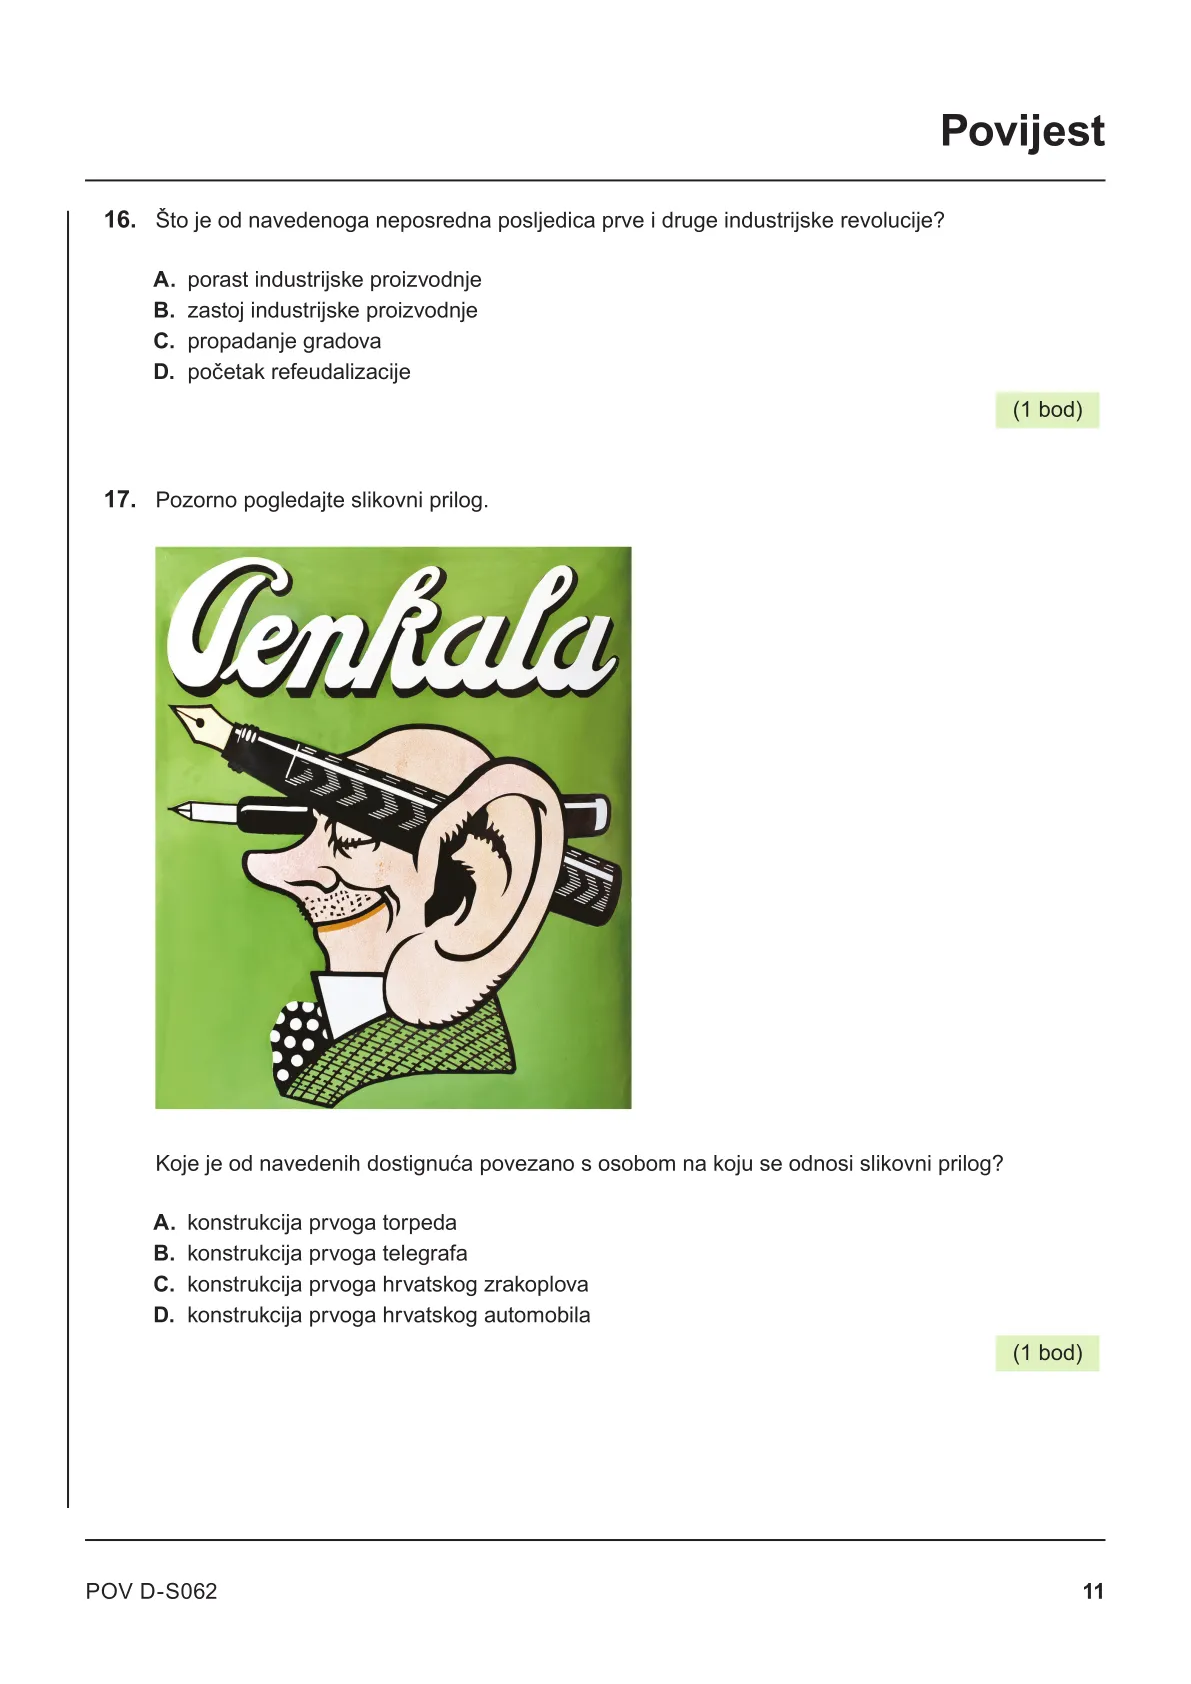 Povijest
16. Što je od navedenoga neposredna posljedica prve i druge industrijske revolucije?
A. porast industrijske proizvodnje
B. zastoj industrijske proizvodnje
C. propadanje gradova
D. početak refeudalizacije
(1 bod)
17. Pozorno pogledajte slikovni prilog.
Penkala
Koje je od navedenih dostignuća povezano s osobom na koju se odnosi slikovni prilog?
A. konstrukcija prvoga torpeda
B. konstrukcija prvoga telegrafa
C. konstrukcija prvoga hrvatskog zrakoplova
D. konstrukcija prvoga hrvatskog automobila
(1 bod)
POV D-S062
11